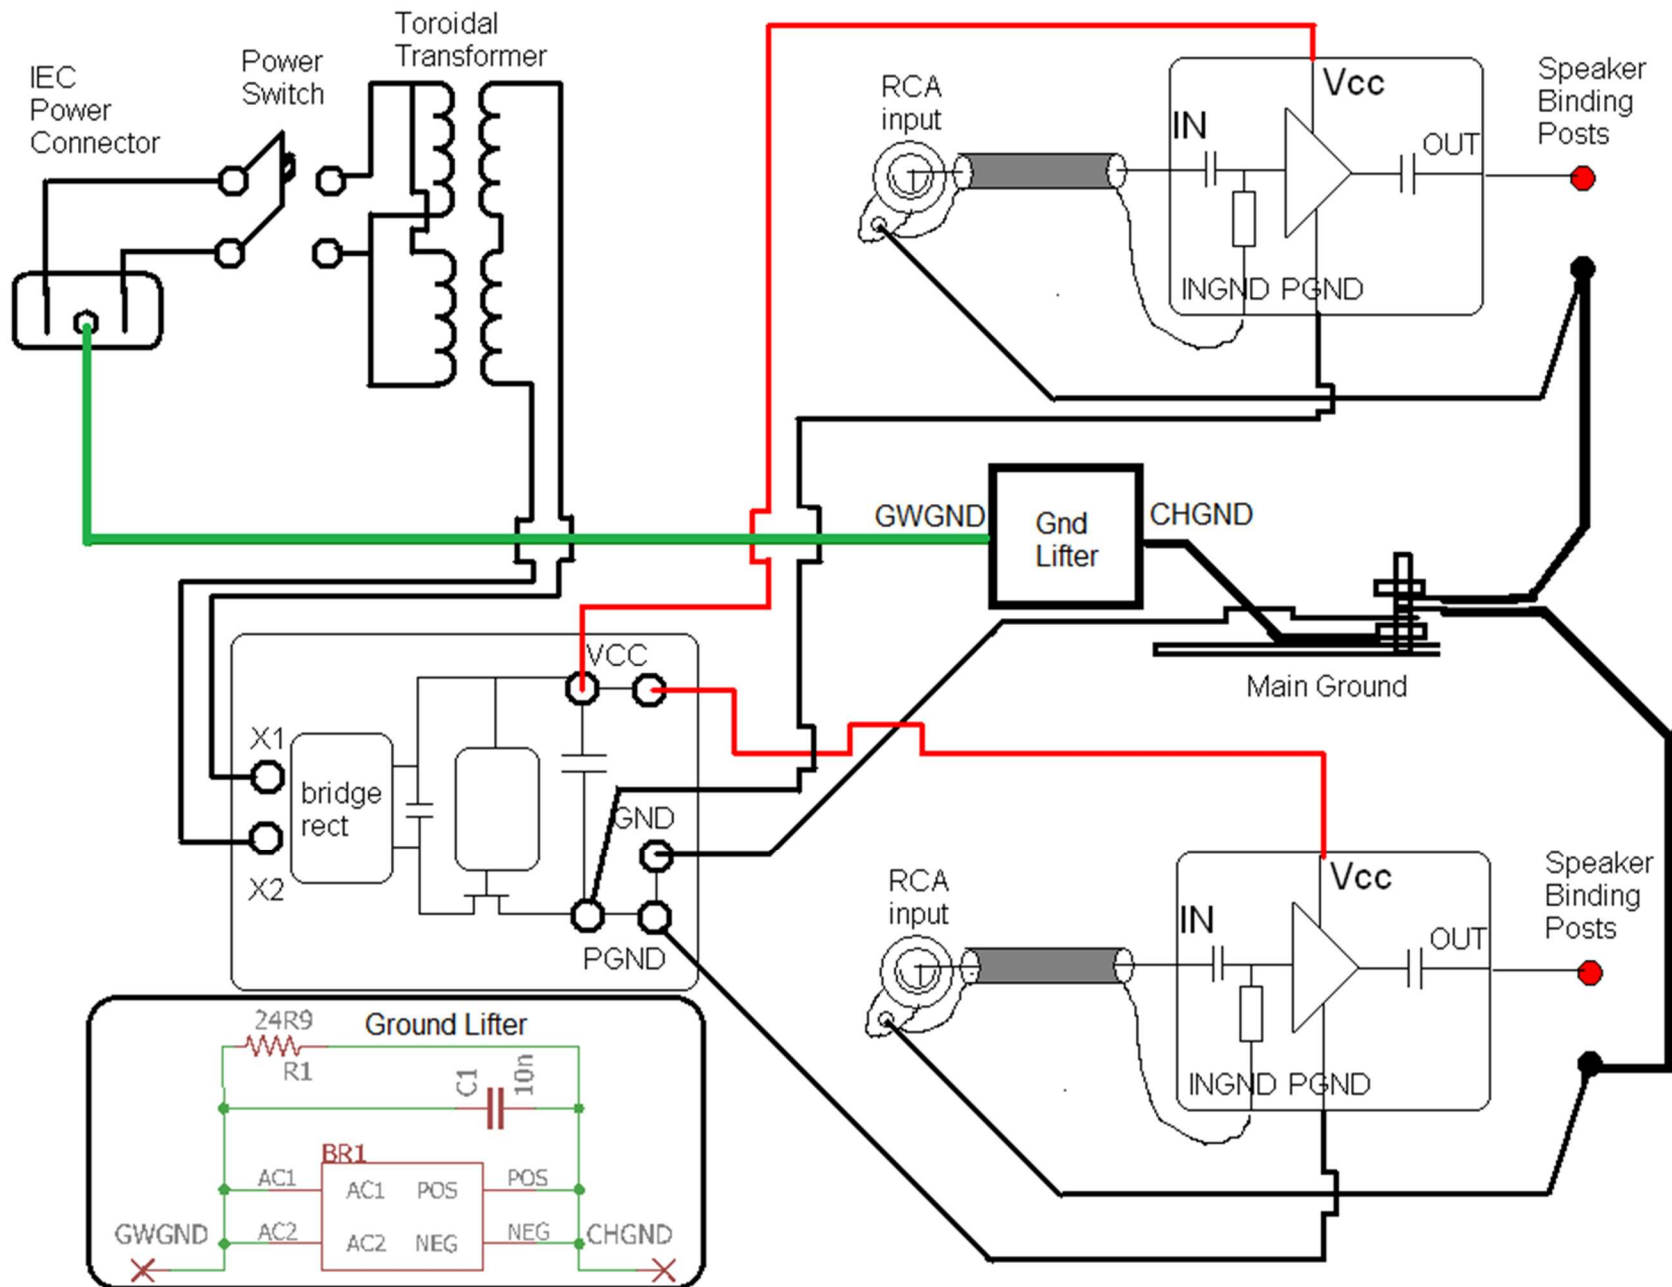 Toroidal
Transformer
IEC
Power
Connector
Power
Switch
RCA
input
Vcc
IN
OUT
INGND
PGND
Speaker
Binding
Posts
GWGND
Gnd
Lifter
CHGND
Main Ground
VCC
X1
X2
bridge
rect
GND
PGND
RCA
input
Vcc
IN
OUT
INGND
PGND
Speaker
Binding
Posts
Ground Lifter
24R9
R1
C1
10n
BR1
AC1
AC1
POS
POS
AC2
AC2
NEG
NEG
GWGND
CHGND